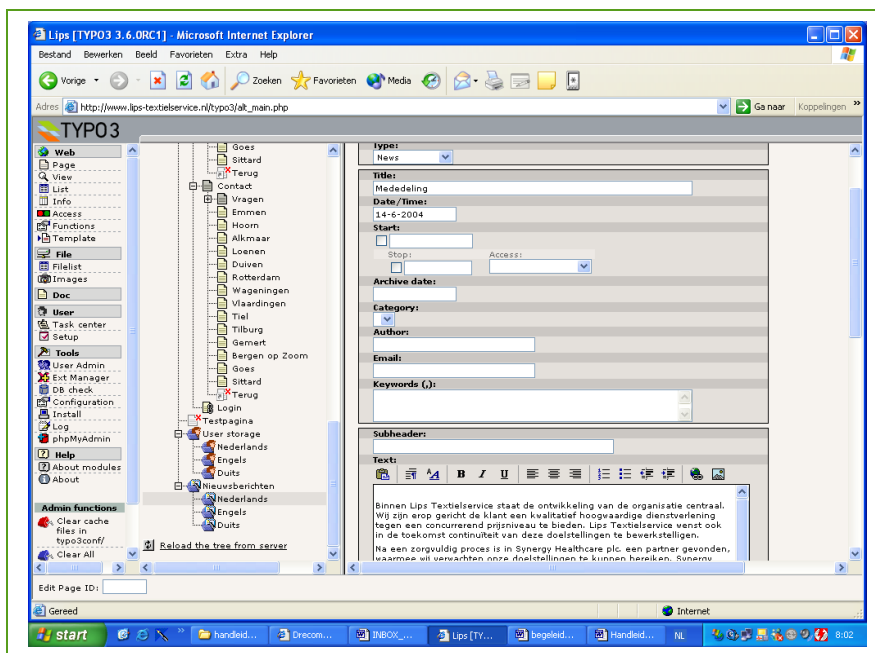 Lips [TYPO3 3.6.0RC1] - Microsoft Internet Explorer
Bestand Bewerken Beeld Favorieten Extra Help
Vorige Zoeken Favorieten Media
Adres http://www.lips-textielservice.nl/typo3/alt_main.php Ga naar Koppelingen »
TYPO3
Web
Page
View
List
Info
Access
Functions
Template
File
Filelist
Images
Doc
User
Task center
Setup
Tools
User Admin
Ext Manager
DB check
Configuration
Install
Log
phpMyAdmin
Help
About modules
About
Admin functions
Clear cache
files in
typo3conf/
Clear All
Goes
Sittard
Terug
Contact
Vragen
Emmen
Hoorn
Alkmaar
Loenen
Duiven
Rotterdam
Wageningen
Vlaardingen
Tiel
Tilburg
Gemert
Bergen op Zoom
Goes
Sittard
Terug
Login
Testpagina
User storage
Nederlands
Engels
Duits
Nieuwsberichten
Nederlands
Engels
Duits
Reload the tree from server
Type:
News
Title:
Mededeling
Date/Time:
14-6-2004
Start:
Stop: Access:
Archive date:
Category:
Author:
Email:
Keywords (,):
Subheader:
Text:
B I U
Binnen Lips Textielservice staat de ontwikkeling van de organisatie centraal.
Wij zijn erop gericht de klant een kwalitatief hoogwaardige dienstverlening
tegen een concurrerend prijsniveau te bieden. Lips Textielservice wenst ook
in de toekomst continuïteit van deze doelstellingen te bewerkstelligen.
Na een zorgvuldig proces is in Synergy Healthcare plc. een partner gevonden,
waarmee wij verwachten onze doelstellingen te kunnen bereiken. Synergy
Edit Page ID:
Gereed Internet
start » handleid... Drecom... INBOX_... Lips [TY... begeleid... Handleid... NL 8:02